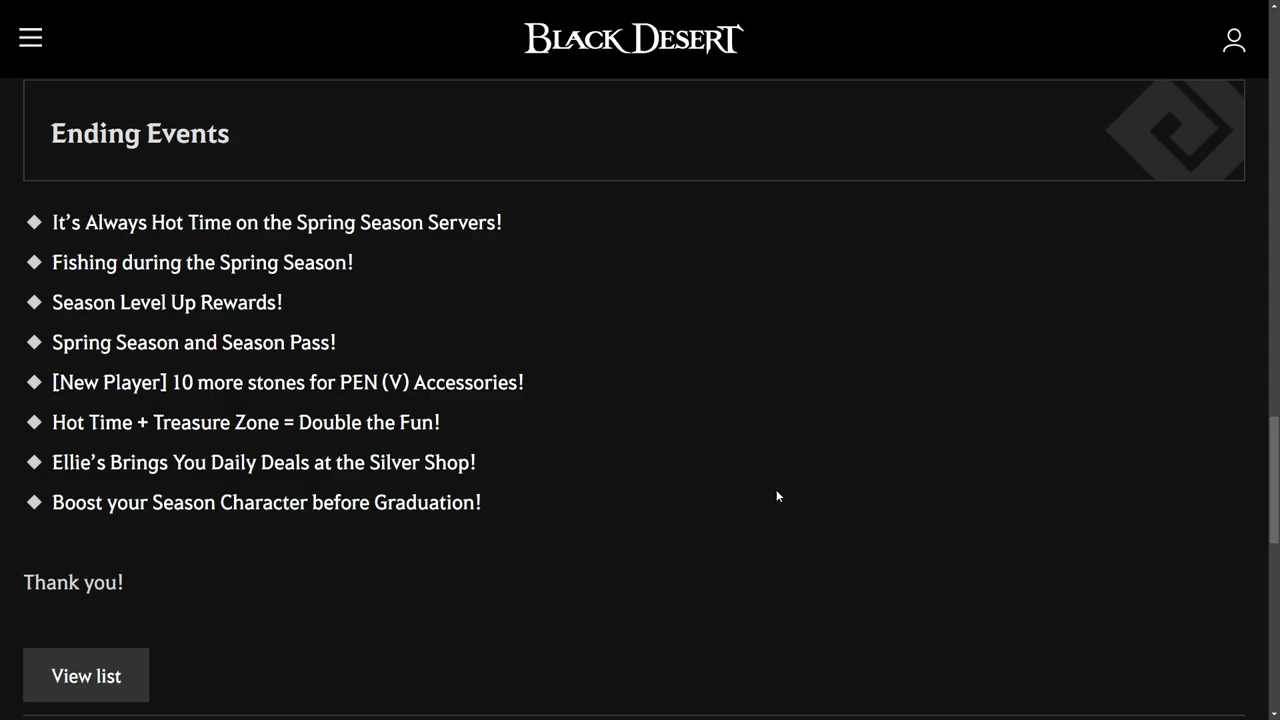 BLACK DESERT
Ending Events
It’s Always Hot Time on the Spring Season Servers!
Fishing during the Spring Season!
Season Level Up Rewards!
Spring Season and Season Pass!
[New Player] 10 more stones for PEN (V) Accessories!
Hot Time + Treasure Zone = Double the Fun!
Ellie’s Brings You Daily Deals at the Silver Shop!
Boost your Season Character before Graduation!
Thank you!
View list